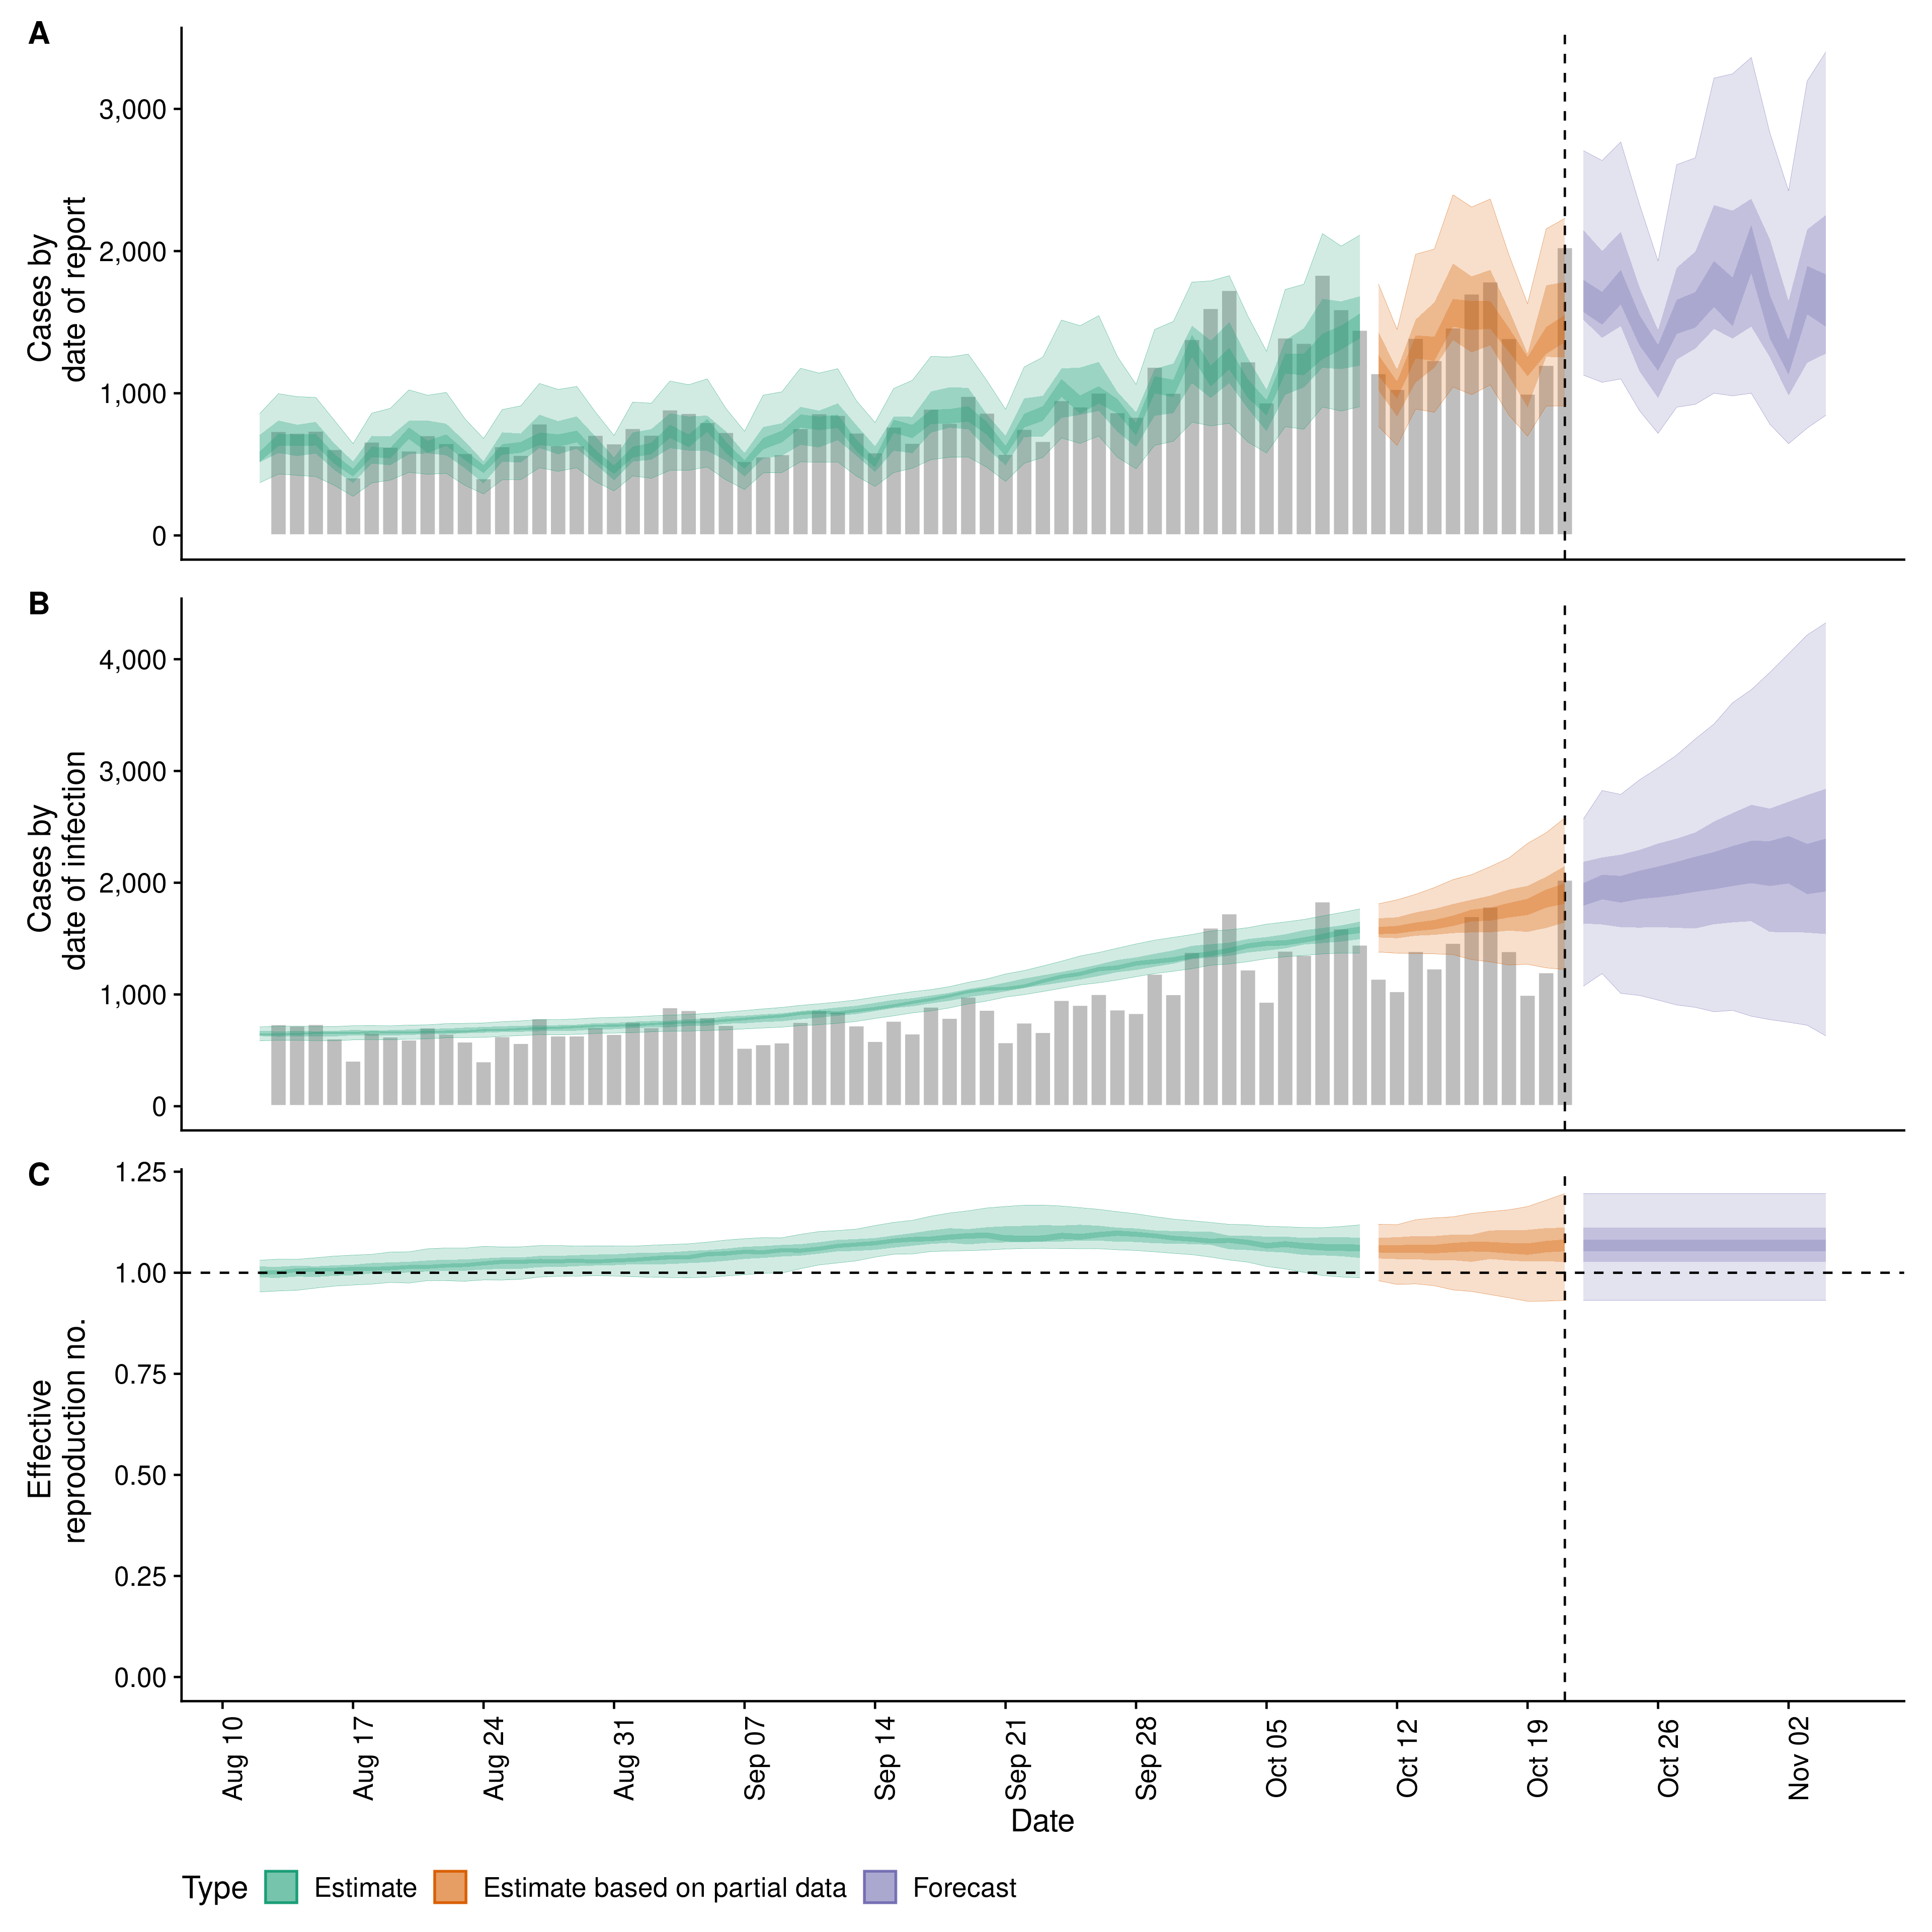 A
Cases by
date of report
3,000
2,000
1,000
0
B
Cases by
date of infection
4,000
3,000
2,000
1,000
0
C
Effective
reproduction no.
1.25
1.00
0.75
0.50
0.25
0.00
Aug 10
Aug 17
Aug 24
Aug 31
Sep 07
Sep 14
Sep 21
Sep 28
Oct 05
Oct 12
Oct 19
Oct 26
Nov 02
Date
Type Estimate Estimate based on partial data Forecast